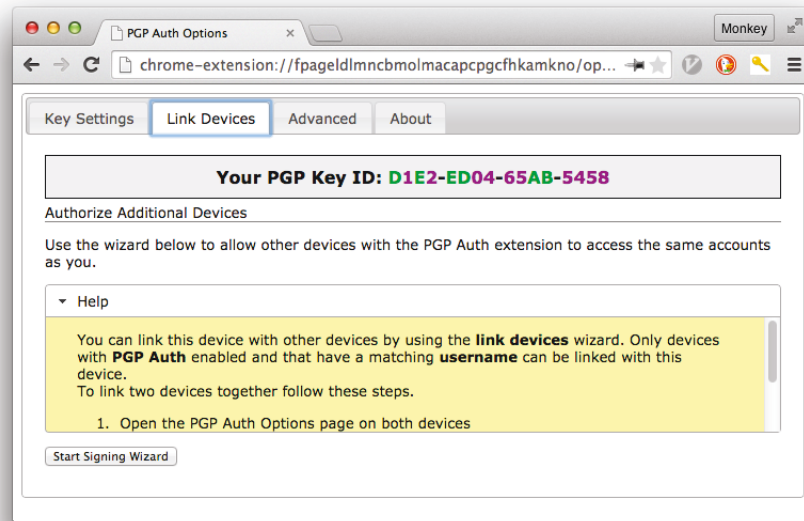 PGP Auth Options
Monkey
chrome-extension://fpageldlmncbmolmacapcpgcfhkamkno/op...
Key Settings Link Devices Advanced About
Your PGP Key ID: D1E2-ED04-65AB-5458
Authorize Additional Devices
Use the wizard below to allow other devices with the PGP Auth extension to access the same accounts
as you.
Help
You can link this device with other devices by using the link devices wizard. Only devices
with PGP Auth enabled and that have a matching username can be linked with this
device.
To link two devices together follow these steps.
1. Open the PGP Auth Options page on both devices
Start Signing Wizard